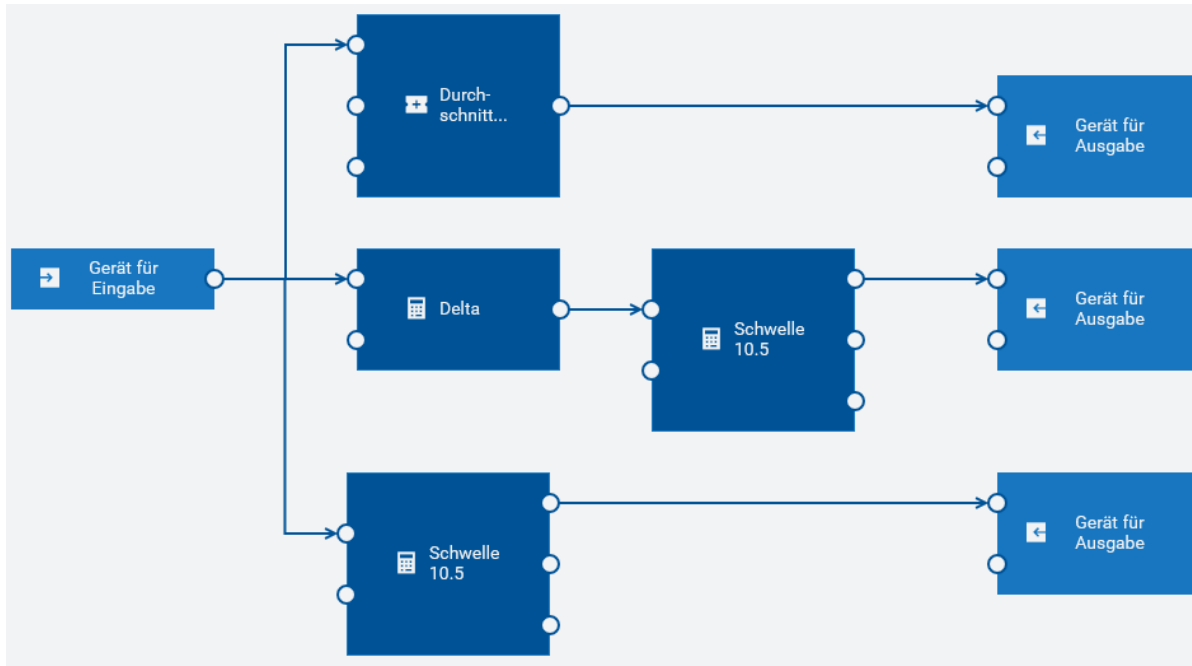 Durch-
schnitt...
Gerät für
Ausgabe
Gerät für
Eingabe
Delta
Schwelle
10.5
Gerät für
Ausgabe
Schwelle
10.5
Gerät für
Ausgabe